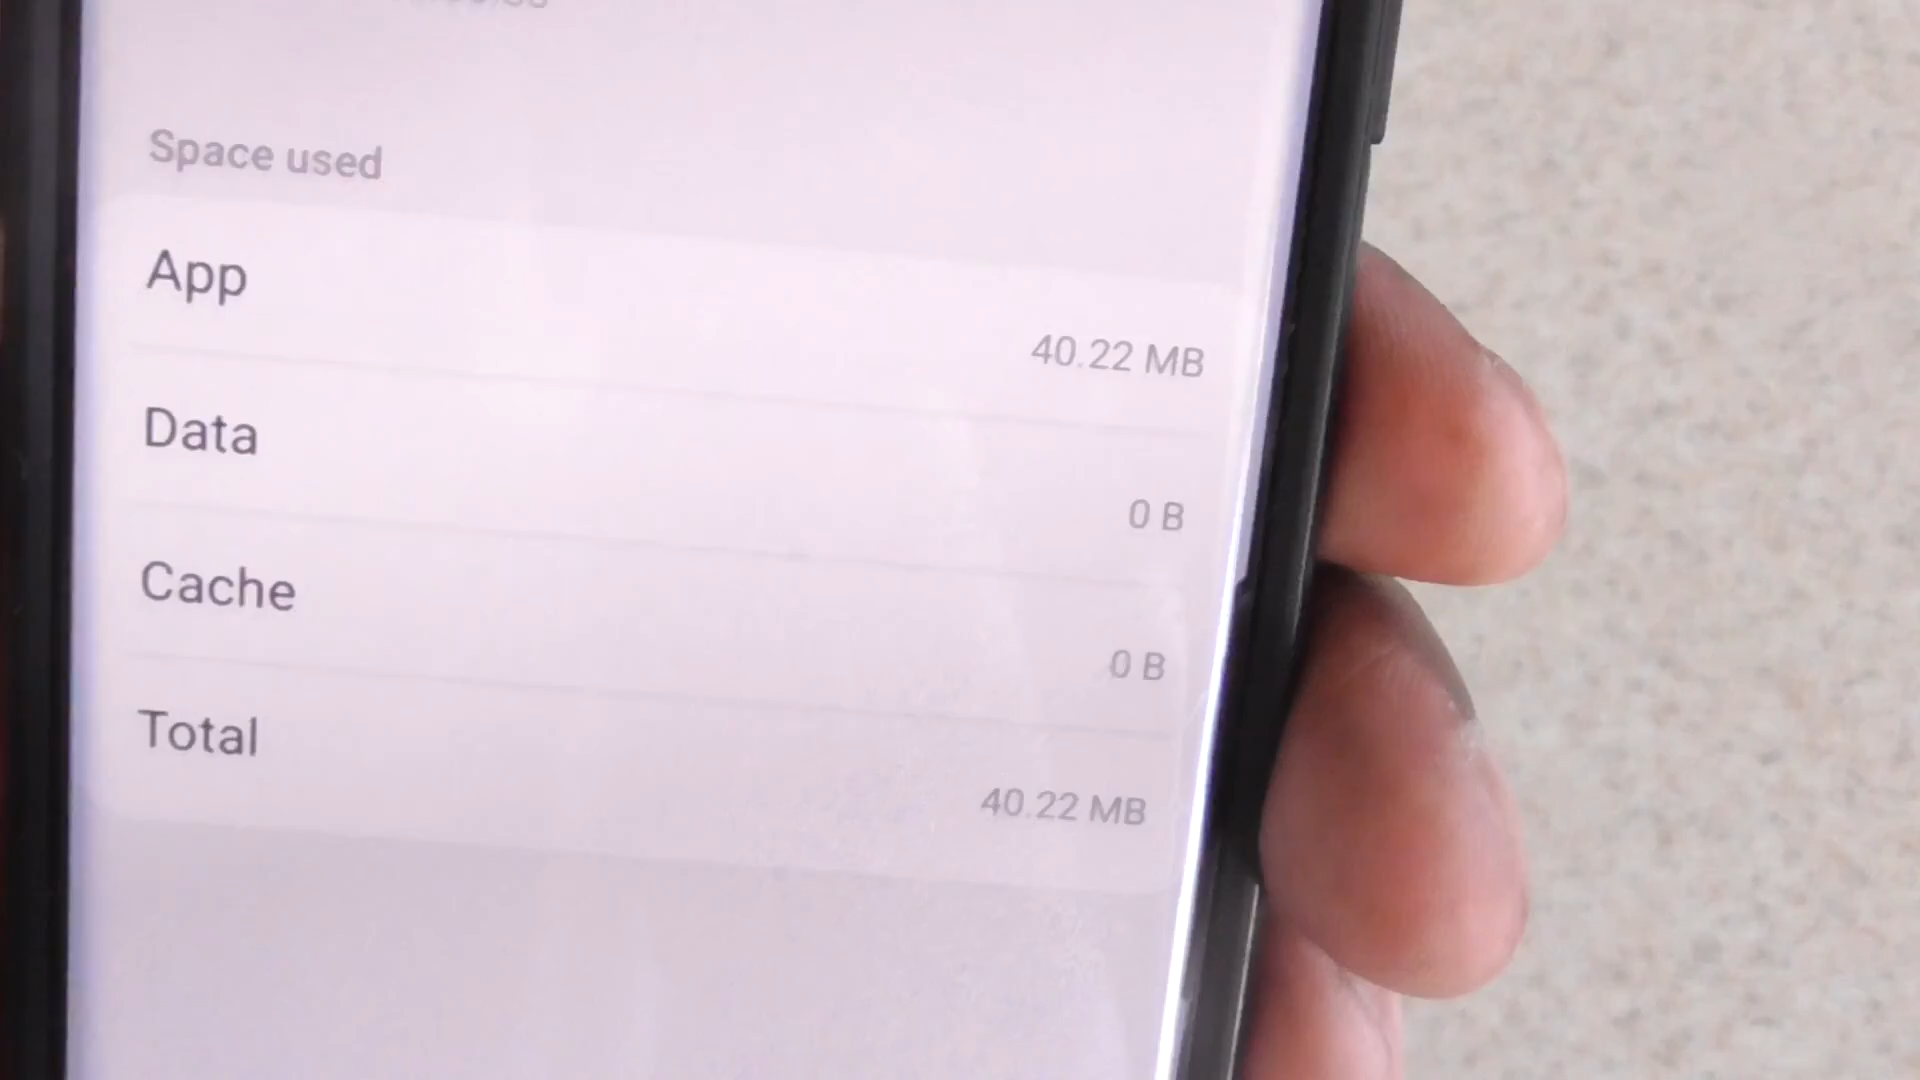 Space used
App
40.22 MB
Data
0 B
Cache
0 B
Total
40.22 MB